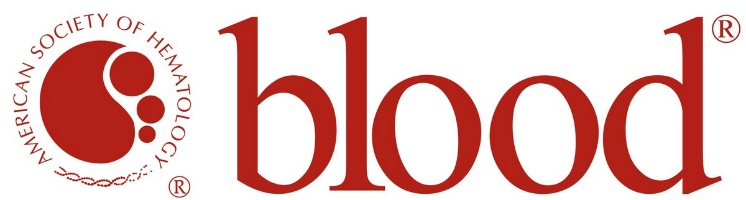 AMERICAN SOCIETY OF HEMATOLOGY
®
blood®